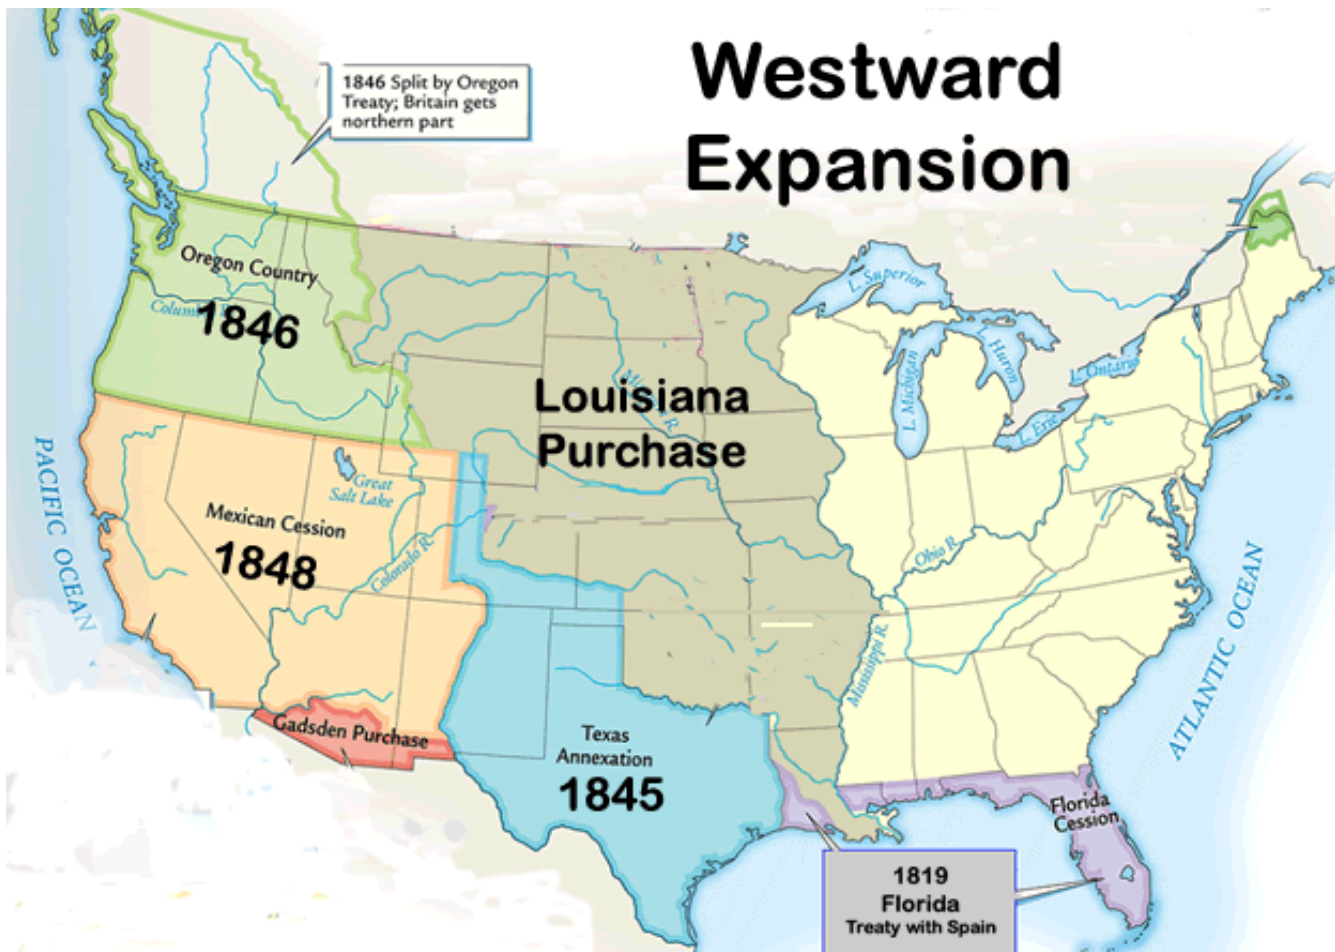 Westward
Expansion
1846 Split by Oregon
Treaty; Britain gets
northern part
Oregon Country
1846
L. Superior
L. Michigan
Huron
L. Ontario
L. Erie
Louisiana
Purchase
PACIFIC OCEAN
Great
Salt Lake
Mexican Cession
1848
Colorado R.
Ohio R.
Mississippi R.
ATLANTIC OCEAN
Gadsden Purchase
Texas
Annexation
1845
Florida
Cession
1819
Florida
Treaty with Spain